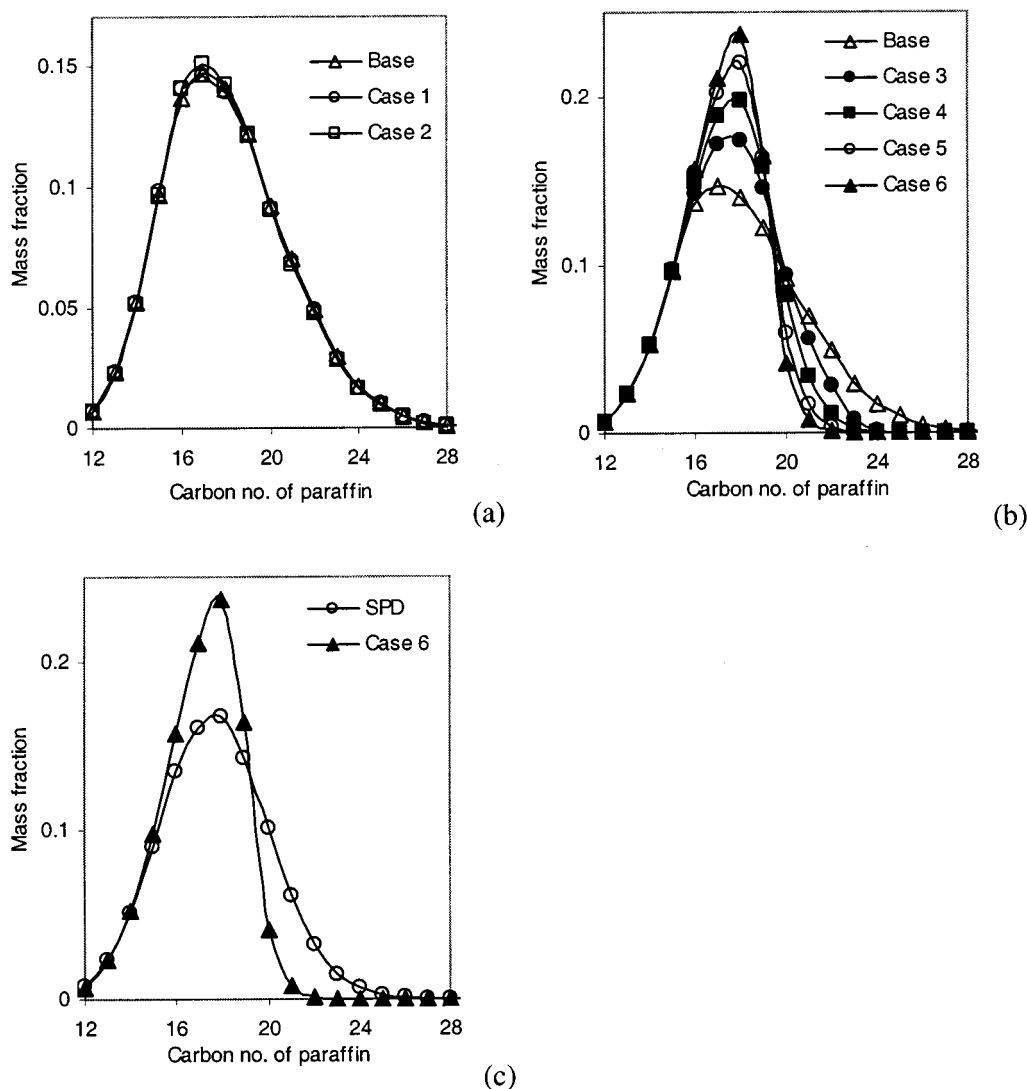 0.15
0.1
0.05
0
Mass fraction
Base
Case 1
Case 2
12 16 20 24 28
Carbon no. of paraffin
(a)
0.2
0.1
0
Mass fraction
Base
Case 3
Case 4
Case 5
Case 6
12 16 20 24 28
Carbon no. of paraffin
(b)
0.2
0.1
0
Mass fraction
SPD
Case 6
12 16 20 24 28
Carbon no. of paraffin
(c)